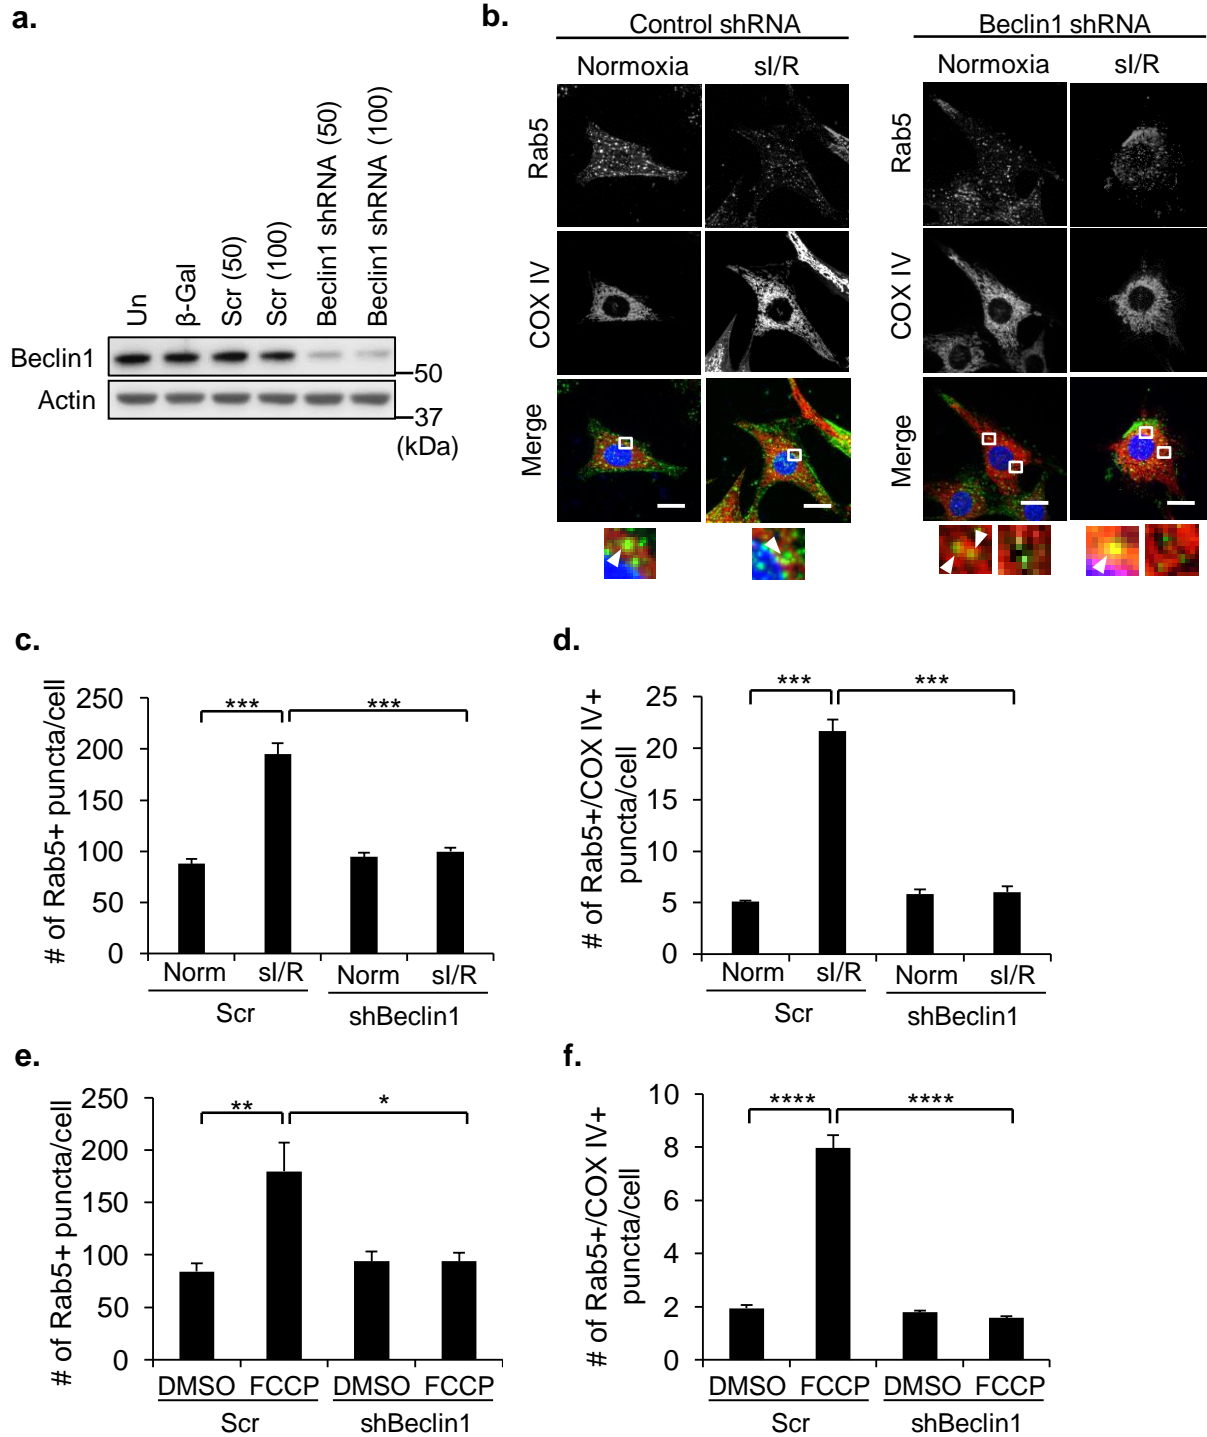 a.
Un
β-Gal
Scr (50)
Scr (100)
Beclin1 shRNA (50)
Beclin1 shRNA (100)
Beclin1
50
Actin
37
(kDa)
b.
Control shRNA
Beclin1 shRNA
Normoxia
sI/R
Normoxia
sI/R
Rab5
Rab5
COX IV
COX IV
Merge
Merge
c.
# of Rab5+ puncta/cell
250
200
150
100
50
0
***
***
Norm
sI/R
Norm
sI/R
Scr
shBeclin1
d.
# of Rab5+/COX IV+
puncta/cell
25
20
15
10
5
0
***
***
Norm
sI/R
Norm
sI/R
Scr
shBeclin1
e.
# of Rab5+ puncta/cell
250
200
150
100
50
0
**
*
DMSO
FCCP
DMSO
FCCP
Scr
shBeclin1
f.
# of Rab5+/COX IV+
puncta/cell
10
8
6
4
2
0
****
****
DMSO
FCCP
DMSO
FCCP
Scr
shBeclin1